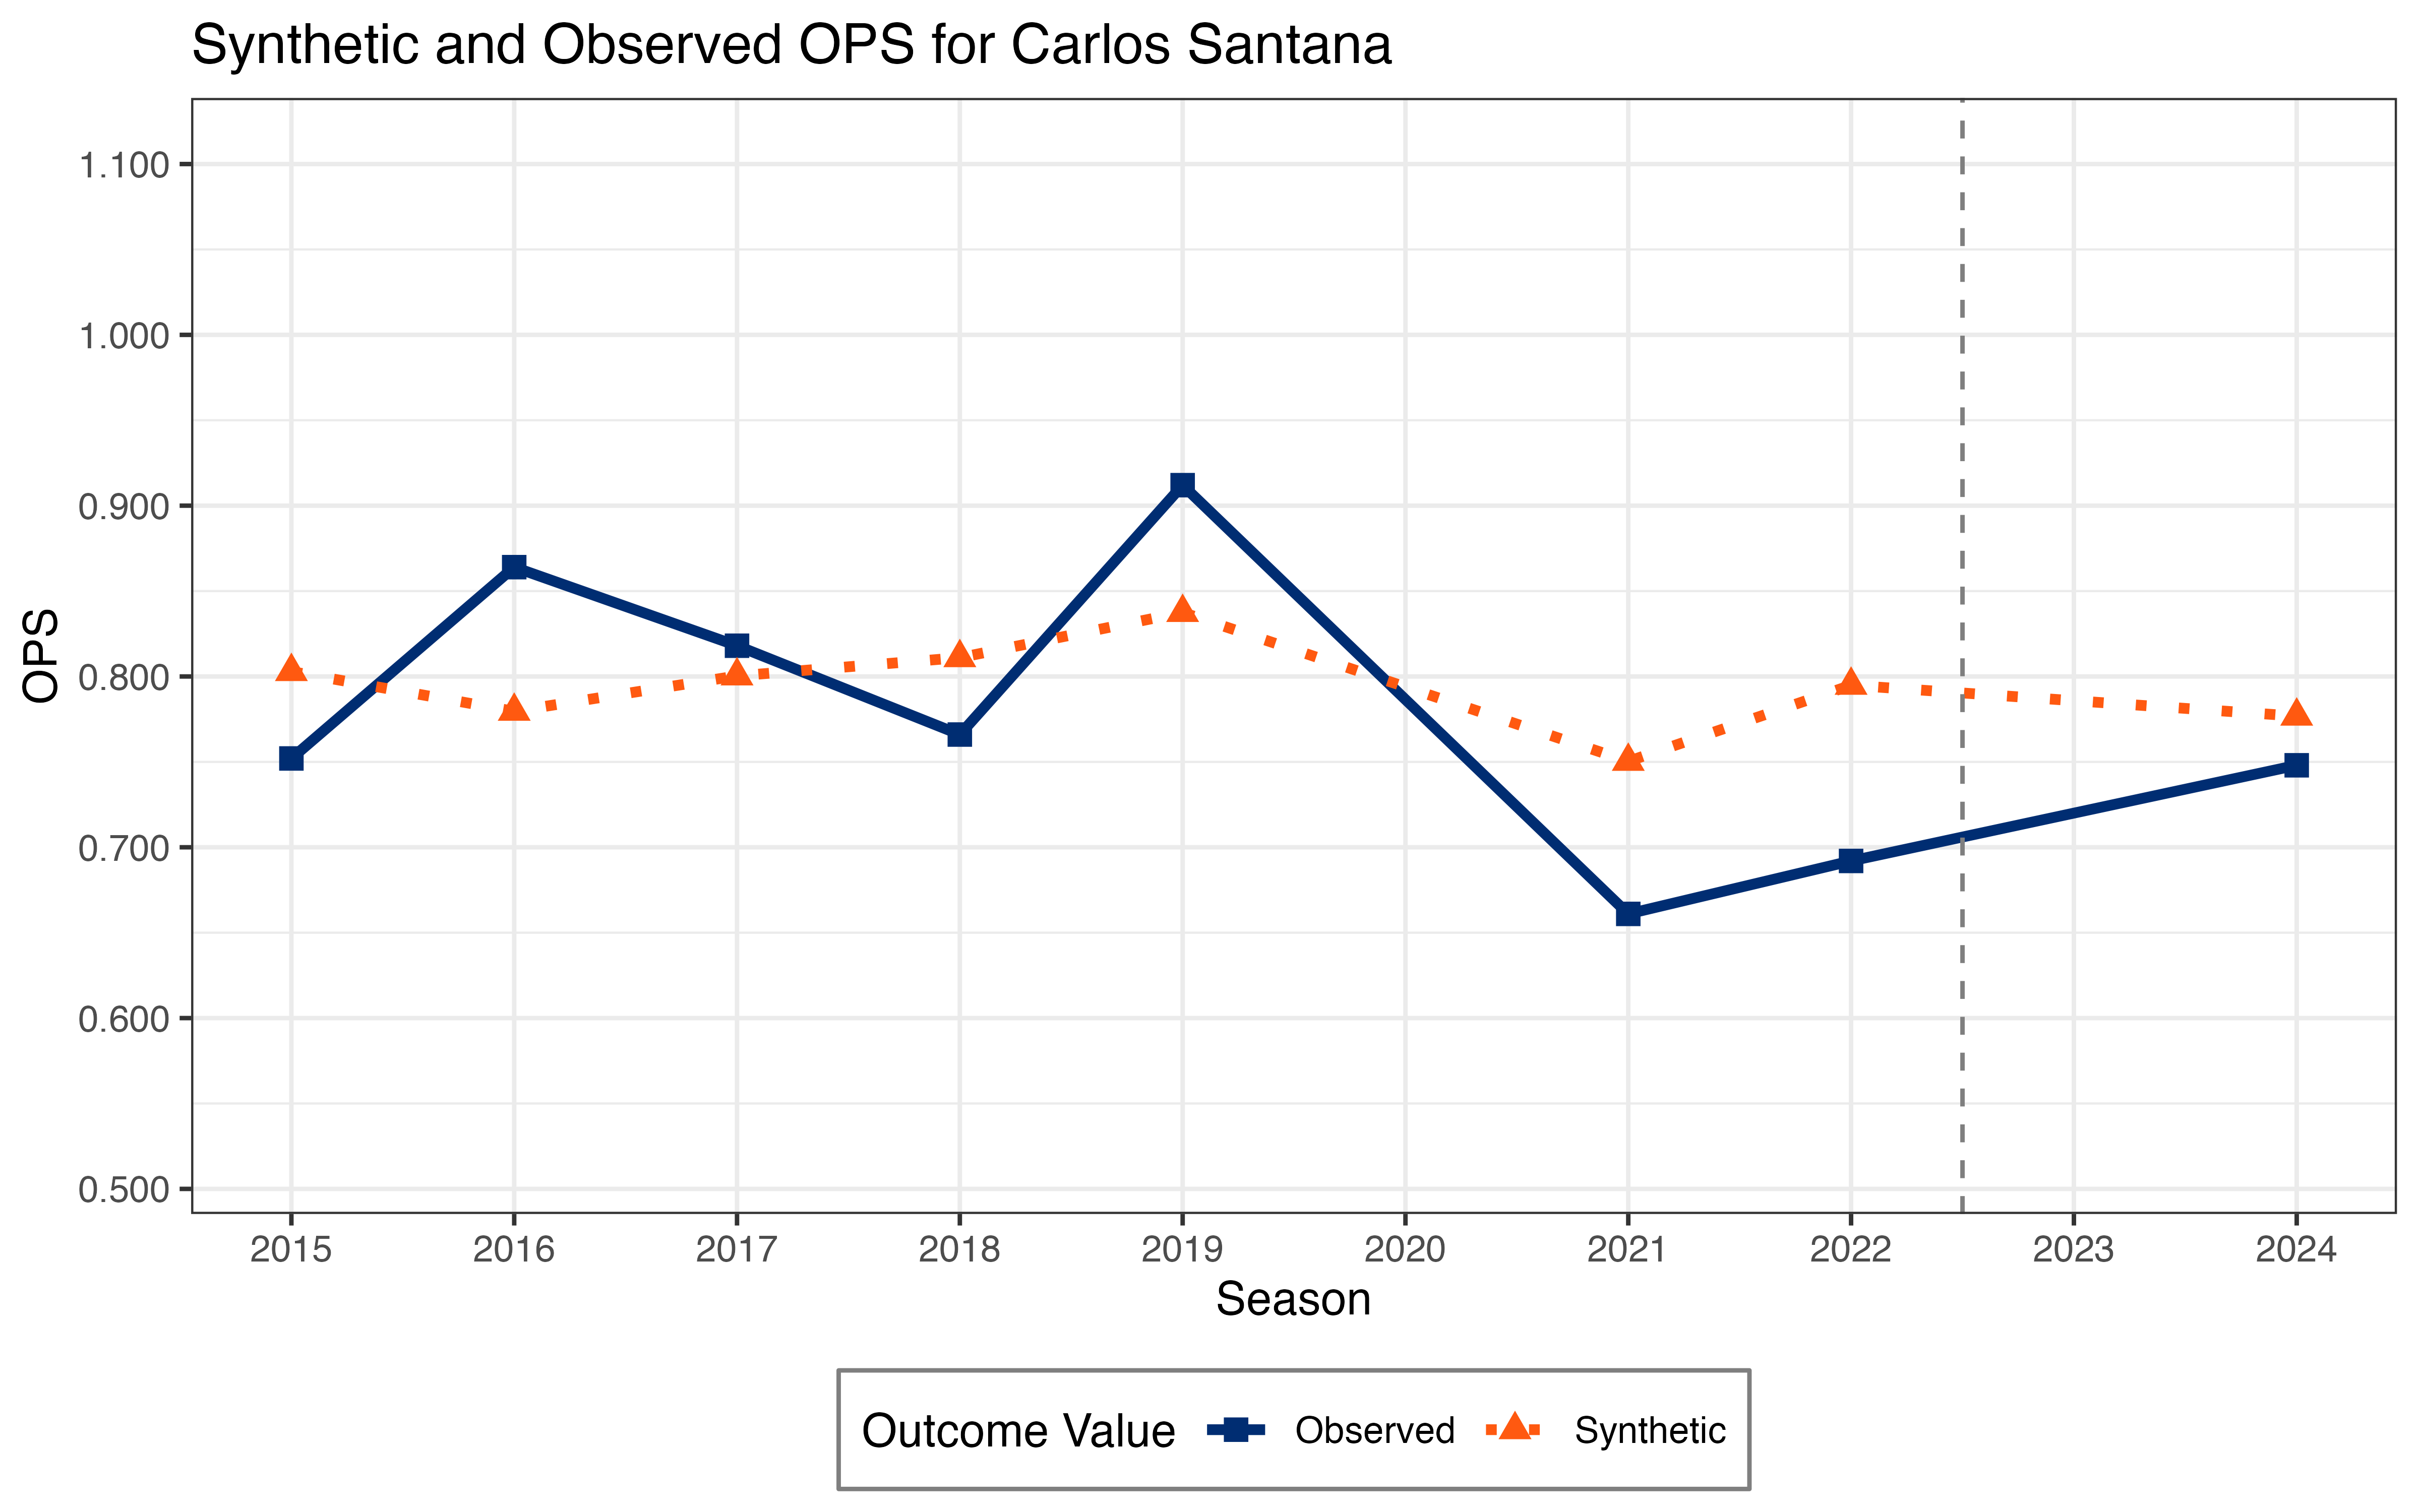 Synthetic and Observed OPS for Carlos Santana
OPS
1.100
1.000
0.900
0.800
0.700
0.600
0.500
2015 2016 2017 2018 2019 2020 2021 2022 2023 2024
Season
Outcome Value Observed Synthetic